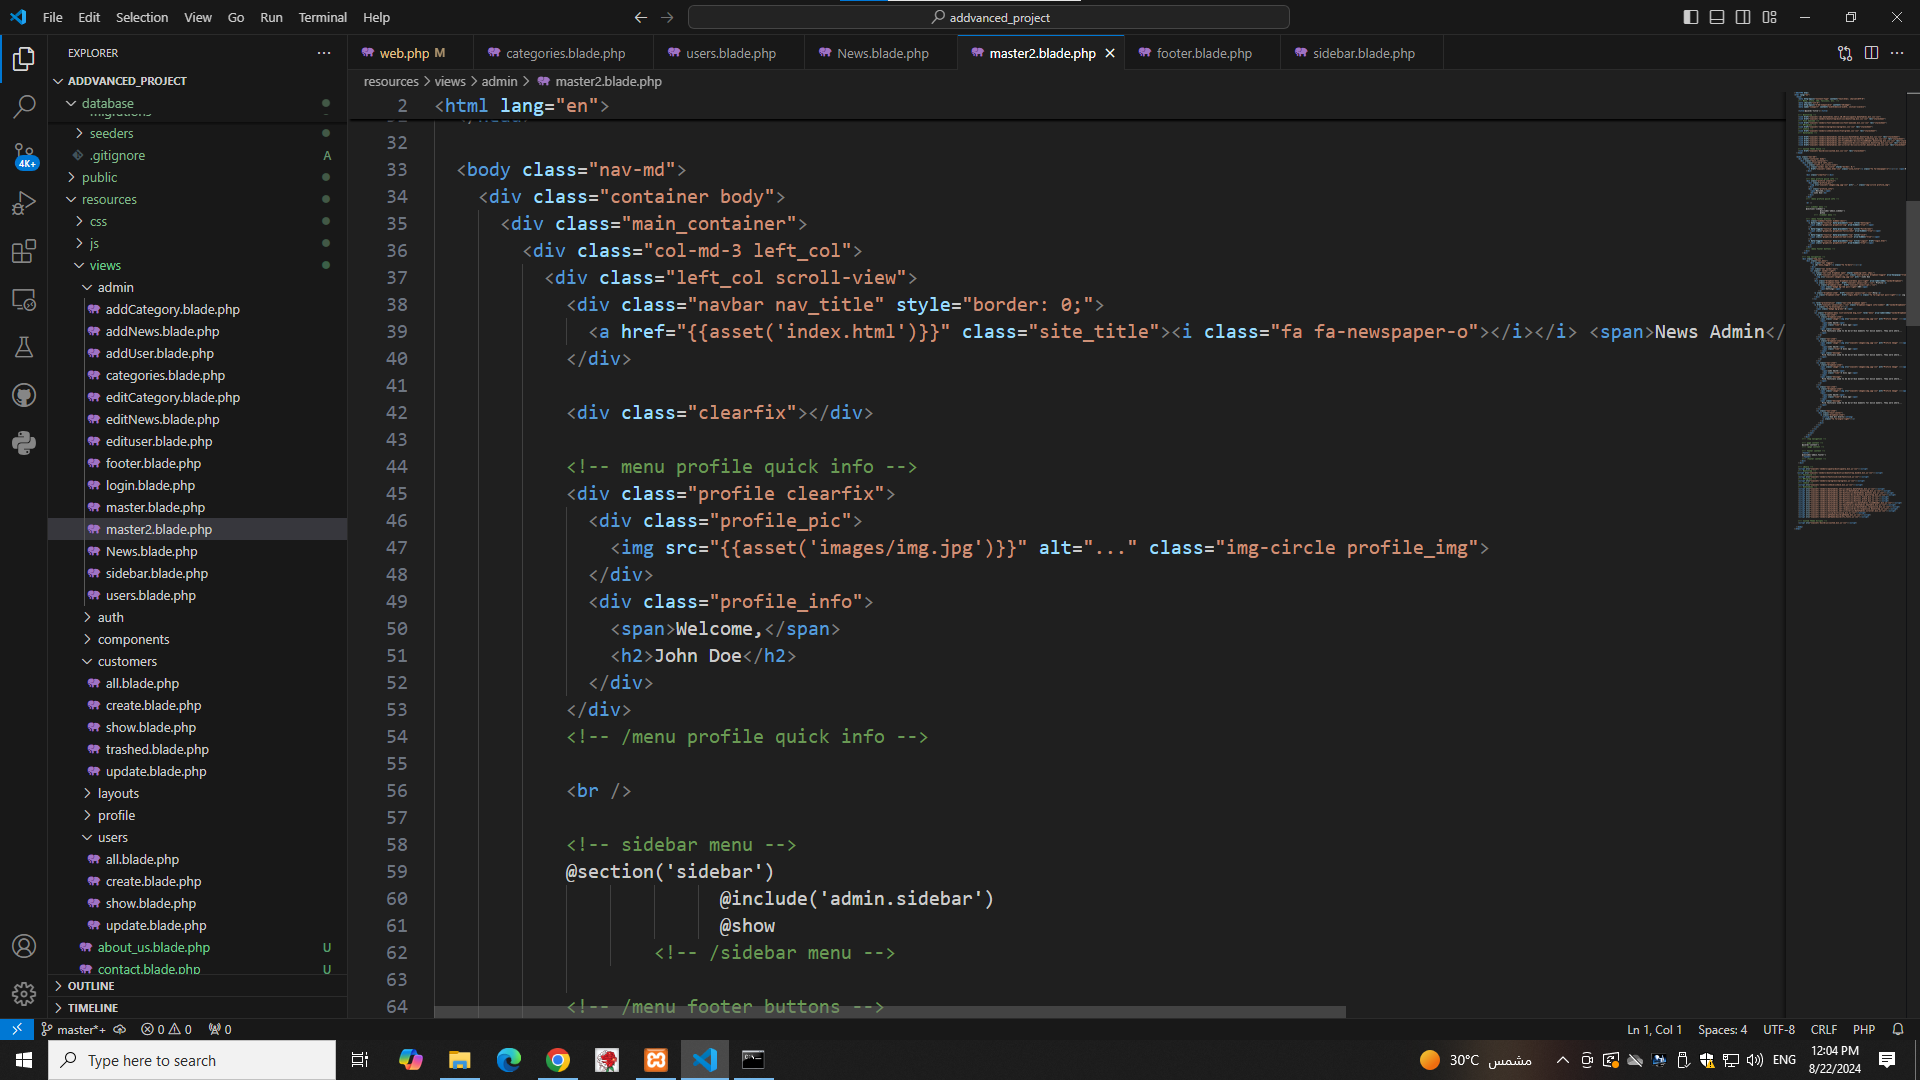 File Edit Selection View Go Run Terminal Help
addvanced_project
EXPLORER
ADDVANCED_PROJECT
database
migrations
seeders
.gitignore A
public
resources
css
js
views
admin
addCategory.blade.php
addNews.blade.php
addUser.blade.php
categories.blade.php
editCategory.blade.php
editNews.blade.php
edituser.blade.php
footer.blade.php
login.blade.php
master.blade.php
master2.blade.php
News.blade.php
sidebar.blade.php
users.blade.php
auth
components
customers
all.blade.php
create.blade.php
show.blade.php
trashed.blade.php
update.blade.php
layouts
profile
users
all.blade.php
create.blade.php
show.blade.php
update.blade.php
about_us.blade.php U
contact.blade.php U
OUTLINE
TIMELINE
4K+
web.php M categories.blade.php users.blade.php News.blade.php master2.blade.php footer.blade.php sidebar.blade.php
resources > views > admin > master2.blade.php
2 <html lang="en">
31 </head>
32
33 <body class="nav-md">
34 <div class="container body">
35 <div class="main_container">
36 <div class="col-md-3 left_col">
37 <div class="left_col scroll-view">
38 <div class="navbar nav_title" style="border: 0;">
39 <a href="{{asset('index.html')}}" class="site_title"><i class="fa fa-newspaper-o"></i></i> <span>News Admin</
40 </div>
41
42 <div class="clearfix"></div>
43
44 <!-- menu profile quick info -->
45 <div class="profile clearfix">
46 <div class="profile_pic">
47 <img src="{{asset('images/img.jpg')}}" alt="..." class="img-circle profile_img">
48 </div>
49 <div class="profile_info">
50 <span>Welcome,</span>
51 <h2>John Doe</h2>
52 </div>
53 </div>
54 <!-- /menu profile quick info -->
55
56 <br />
57
58 <!-- sidebar menu -->
59 @section('sidebar')
60 @include('admin.sidebar')
61 @show
62 <!-- /sidebar menu -->
63
64 <!-- /menu footer buttons -->
master*+ 0 0 0
Ln 1, Col 1 Spaces: 4 UTF-8 CRLF PHP
Type here to search
30°C مشمس
ENG
12:04 PM
8/22/2024